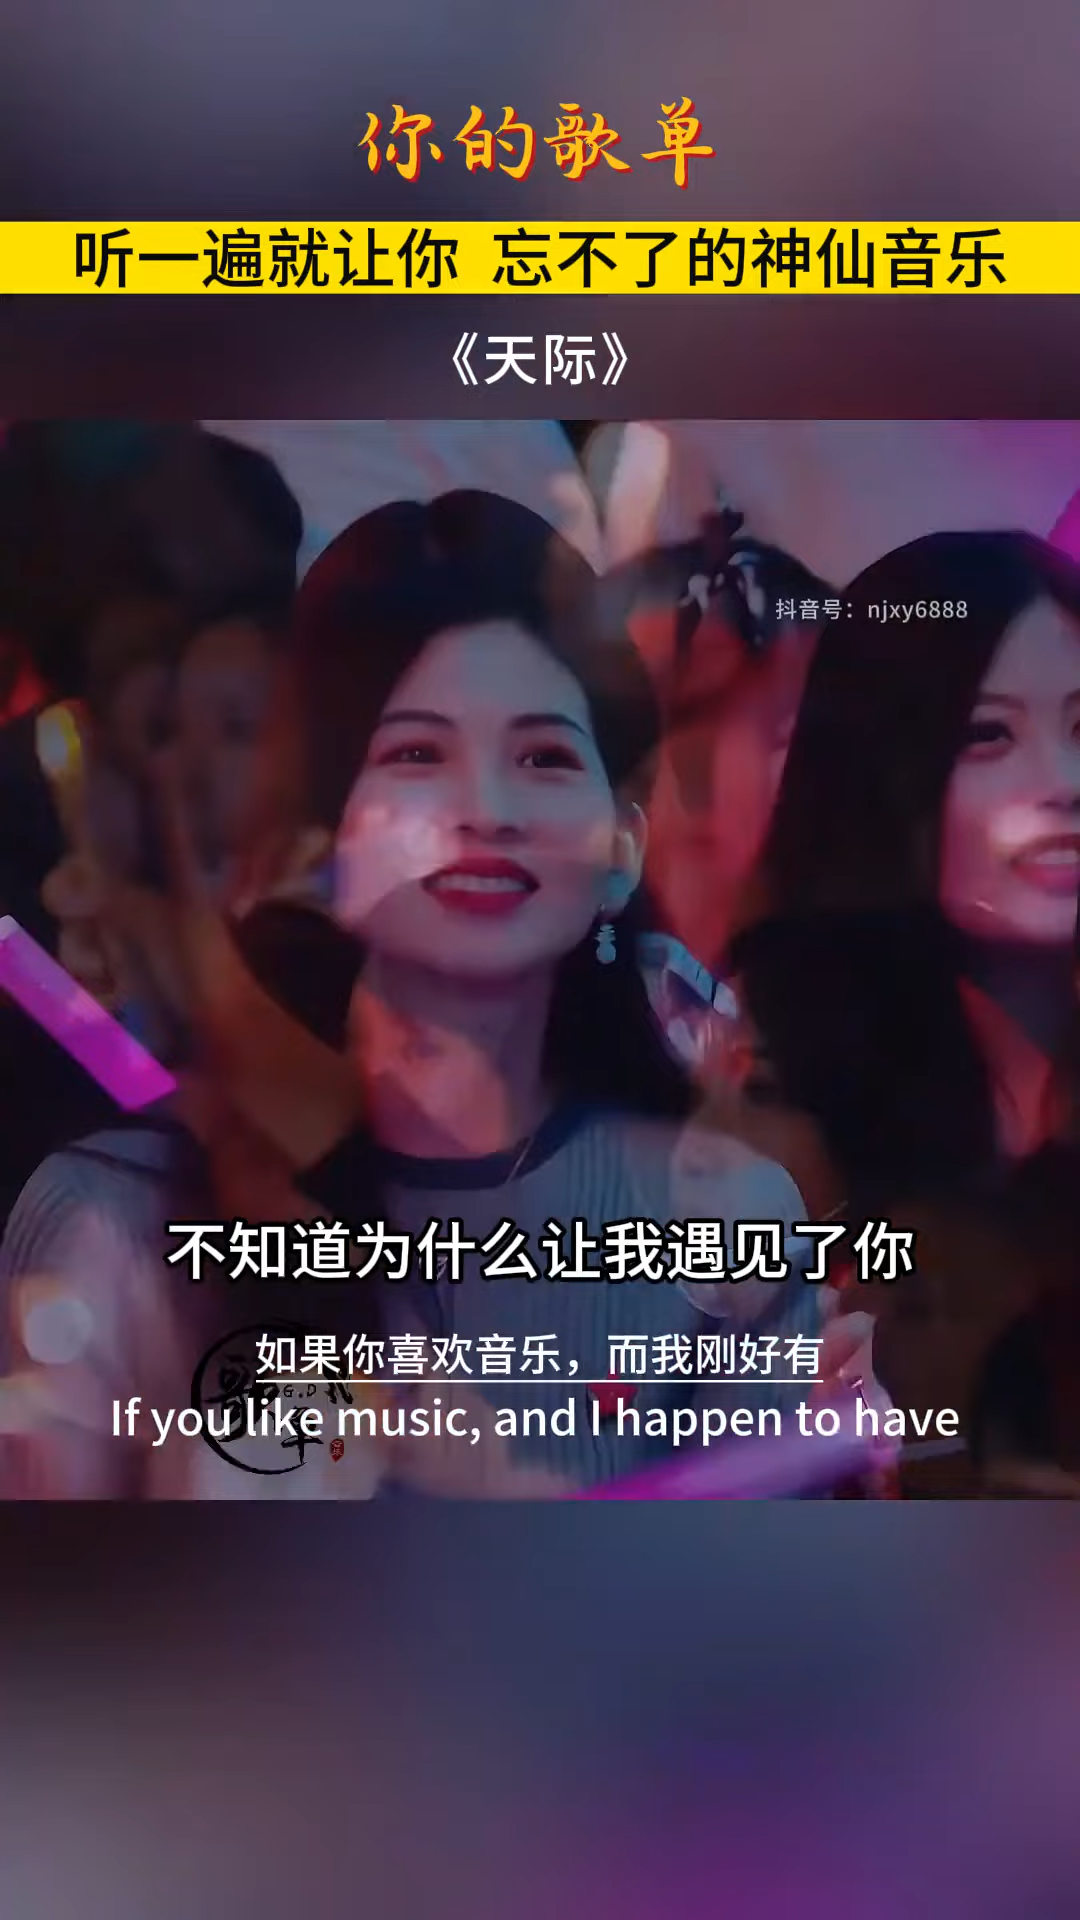 你的歌单
听一遍就让你 忘不了的神仙音乐
《天际》
抖音号：njxy6888
不知道为什么让我遇见了你
如果你喜欢音乐，而我刚好有
歌单
G.D
If you like music, and I happen to have